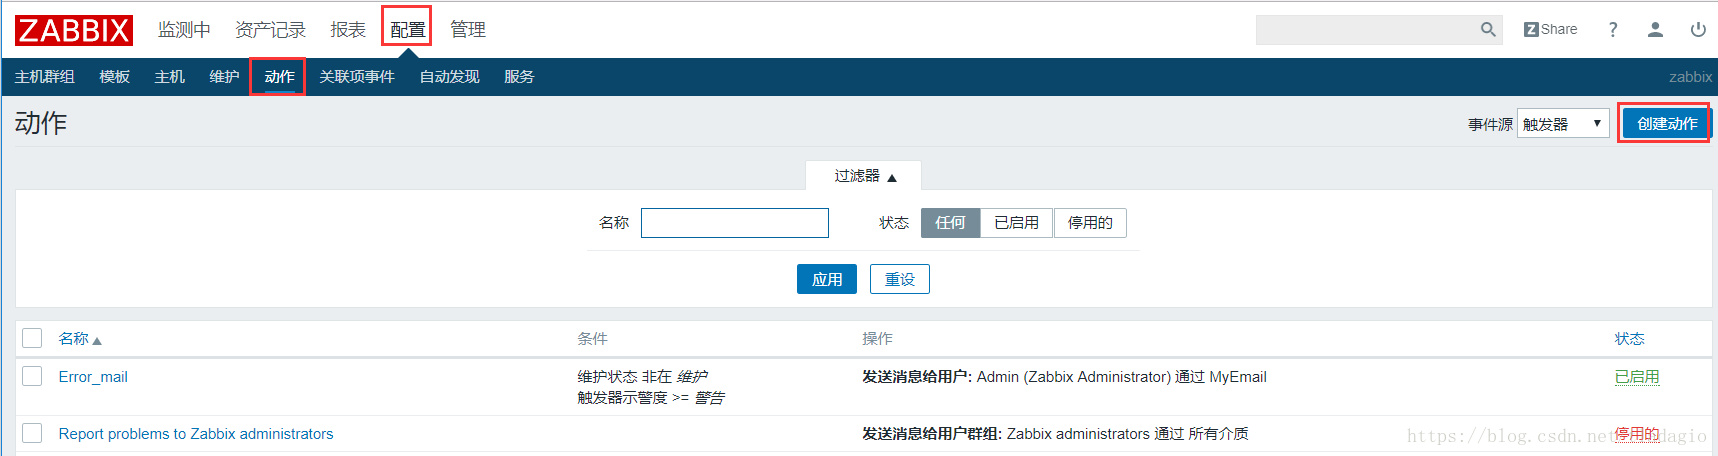 ZABBIX 监测中 资产记录 报表 配置 管理 Z Share ?
主机群组 模板 主机 维护 动作 关联项事件 自动发现 服务 zabbix
动作 事件源 触发器 ▼ 创建动作
过滤器 ▲
名称 状态 任何 已启用 停用的
应用 重设
名称 ▲ 条件 操作 状态
Error_mail 维护状态 非在 维护 发送消息给用户: Admin (Zabbix Administrator) 通过 MyEmail 已启用
触发器示警度 >= 警告
Report problems to Zabbix administrators 发送消息给用户群组: Zabbix administrators 通过 所有介质 停用的